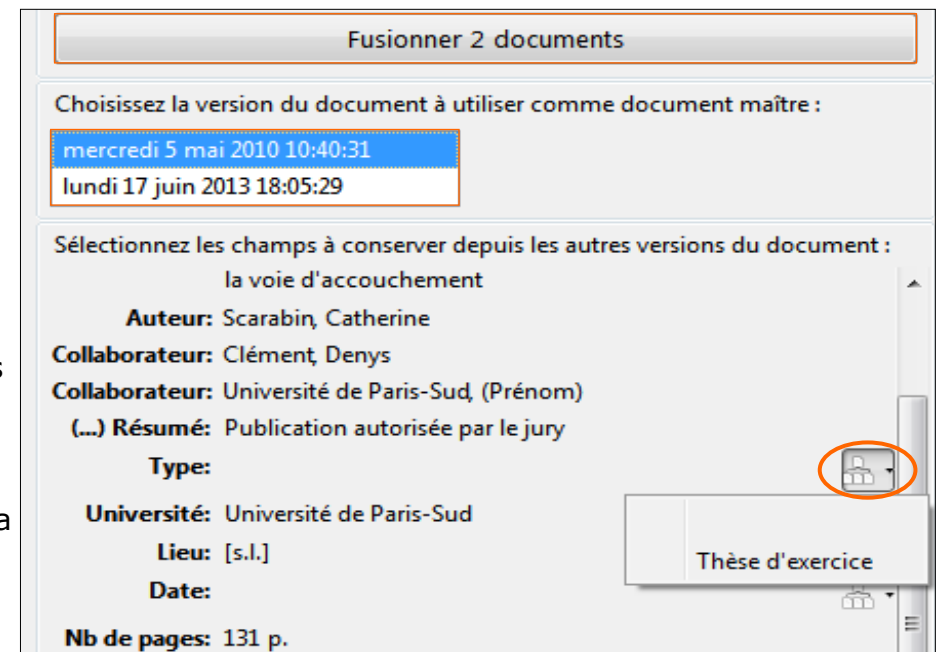 Fusionner 2 documents
Choisissez la version du document à utiliser comme document maître :
mercredi 5 mai 2010 10:40:31
lundi 17 juin 2013 18:05:29
Sélectionnez les champs à conserver depuis les autres versions du document :
la voie d'accouchement
Auteur: Scarabin, Catherine
s
Collaborateur: Clément, Denys
Collaborateur: Université de Paris-Sud, (Prénom)
(...) Résumé: Publication autorisée par le jury
Type:
a
Université: Université de Paris-Sud
Lieu: [s.l.]
Thèse d'exercice
Date:
Nb de pages: 131 p.